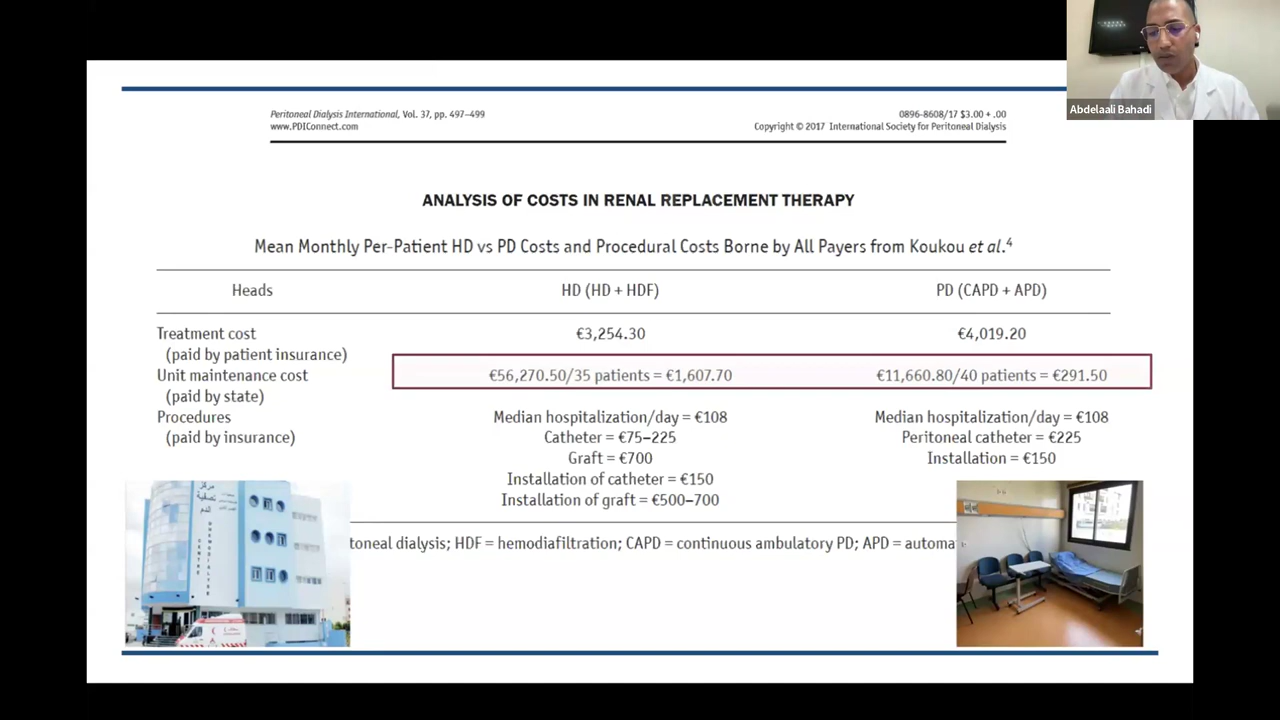 Abdelaali Bahadi
Peritoneal Dialysis International, Vol. 37, pp. 497–499
www.PDIConnect.com
0896-8608/17 $3.00 + .00
Copyright © 2017 International Society for Peritoneal Dialysis
ANALYSIS OF COSTS IN RENAL REPLACEMENT THERAPY
Mean Monthly Per-Patient HD vs PD Costs and Procedural Costs Borne by All Payers from Koukou et al.⁴
Heads HD (HD + HDF) PD (CAPD + APD)
Treatment cost €3,254.30 €4,019.20
(paid by patient insurance)
Unit maintenance cost €56,270.50/35 patients = €1,607.70 €11,660.80/40 patients = €291.50
(paid by state)
Procedures Median hospitalization/day = €108 Median hospitalization/day = €108
(paid by insurance) Catheter = €75–225 Peritoneal catheter = €225
Graft = €700 Installation = €150
Installation of catheter = €150
Installation of graft = €500–700
toneal dialysis; HDF = hemodiafiltration; CAPD = continuous ambulatory PD; APD = automa
مركز
تصفية
الدم
HEMODIALYSE
CENTRE